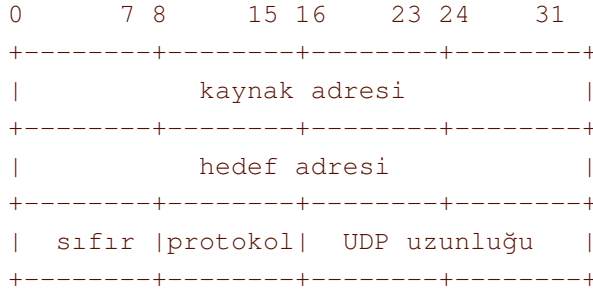 0      7 8     15 16    23 24    31
+--------+--------+--------+--------+
|          kaynak adresi            |
+--------+--------+--------+--------+
|          hedef adresi             |
+--------+--------+--------+--------+
|  sıfır |protokol|  UDP uzunluğu   |
+--------+--------+--------+--------+